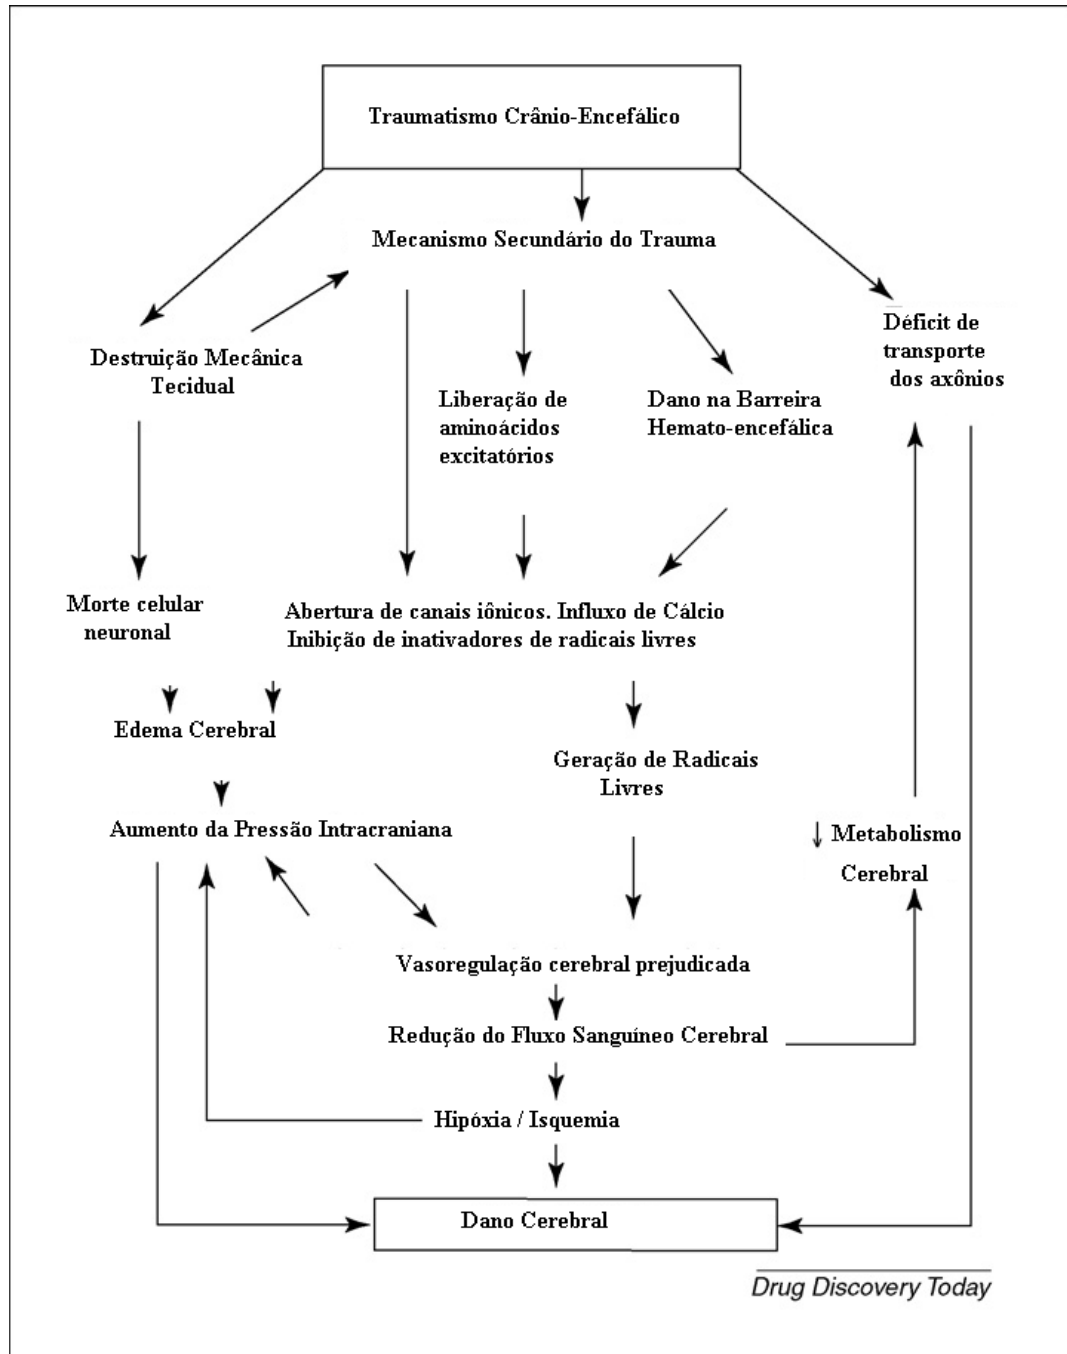 Traumatismo Crânio-Encefálico
Mecanismo Secundário do Trauma
Déficit de
transporte
dos axônios
Destruição Mecânica
Tecidual
Liberação de
aminoácidos
excitatórios
Dano na Barreira
Hemato-encefálica
Morte celular
neuronal
Abertura de canais iônicos. Influxo de Cálcio
Inibição de inativadores de radicais livres
Edema Cerebral
Geração de Radicais
Livres
Aumento da Pressão Intracraniana
↓ Metabolismo
Cerebral
Vasoregulação cerebral prejudicada
Redução do Fluxo Sanguíneo Cerebral
Hipóxia / Isquemia
Dano Cerebral
Drug Discovery Today